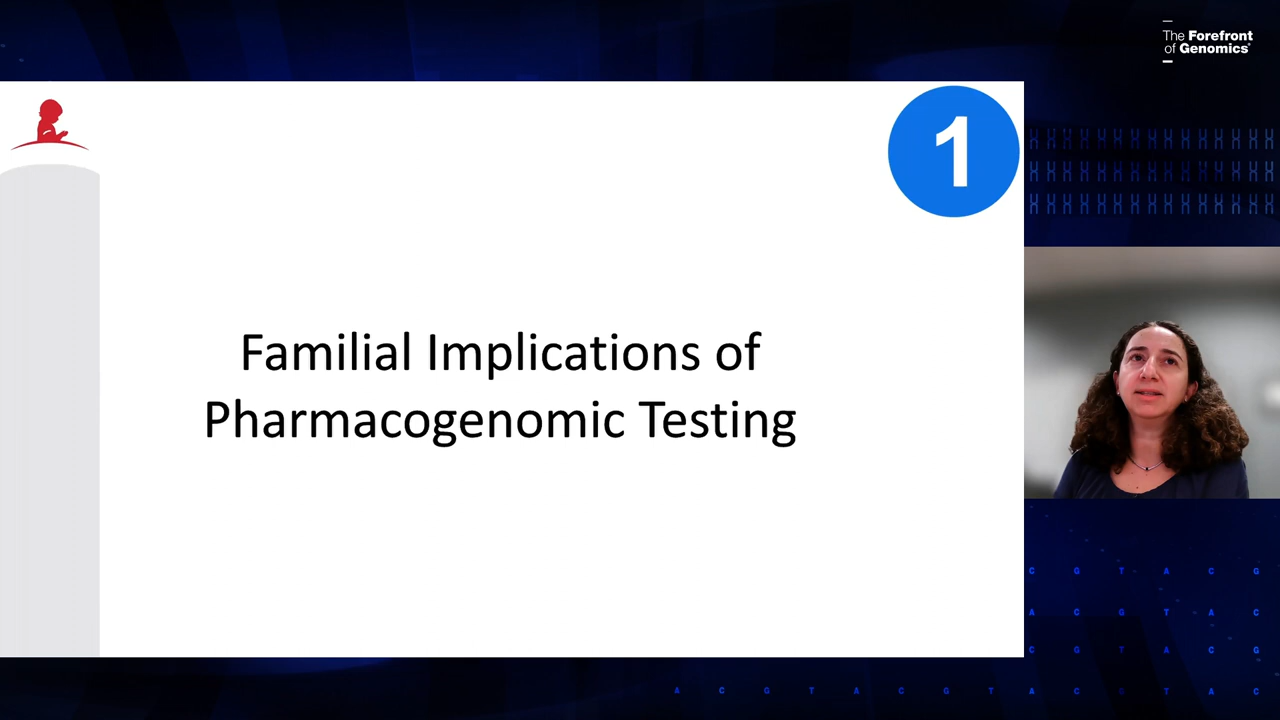 The Forefront
of Genomics®
1
Familial Implications of
Pharmacogenomic Testing
C G T A C G
A C G T A C
C G T A C G
A C G T A C G T A C G T A C